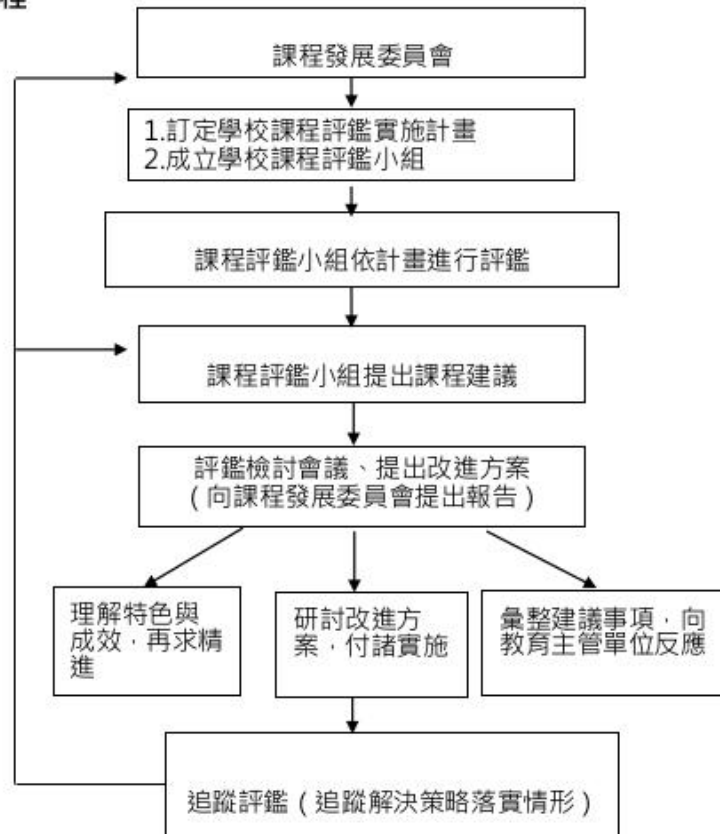 程
課程發展委員會
1.訂定學校課程評鑑實施計畫
2.成立學校課程評鑑小組
課程評鑑小組依計畫進行評鑑
課程評鑑小組提出課程建議
評鑑檢討會議、提出改進方案
(向課程發展委員會提出報告)
理解特色與
成效，再求精
進
研討改進方
案，付諸實施
彙整建議事項，向
教育主管單位反應
追蹤評鑑(追蹤解決策略落實情形)